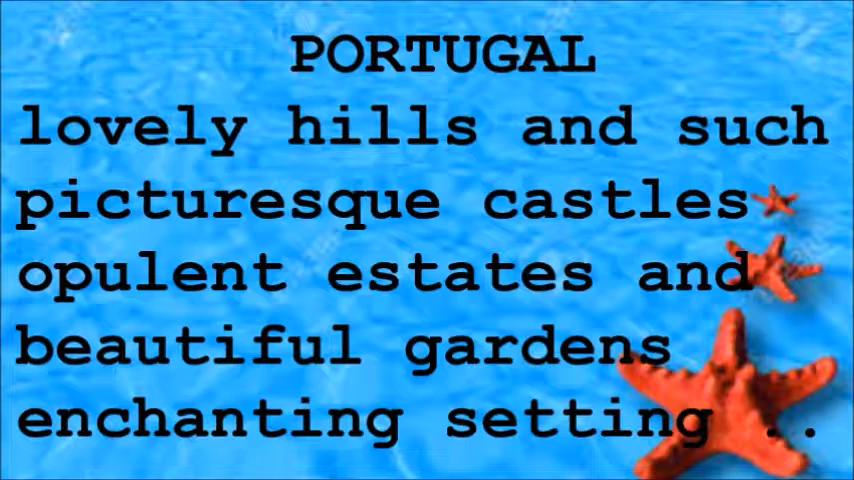 PORTUGAL
lovely hills and such
picturesque castles
opulent estates and
beautiful gardens
enchanting setting ..